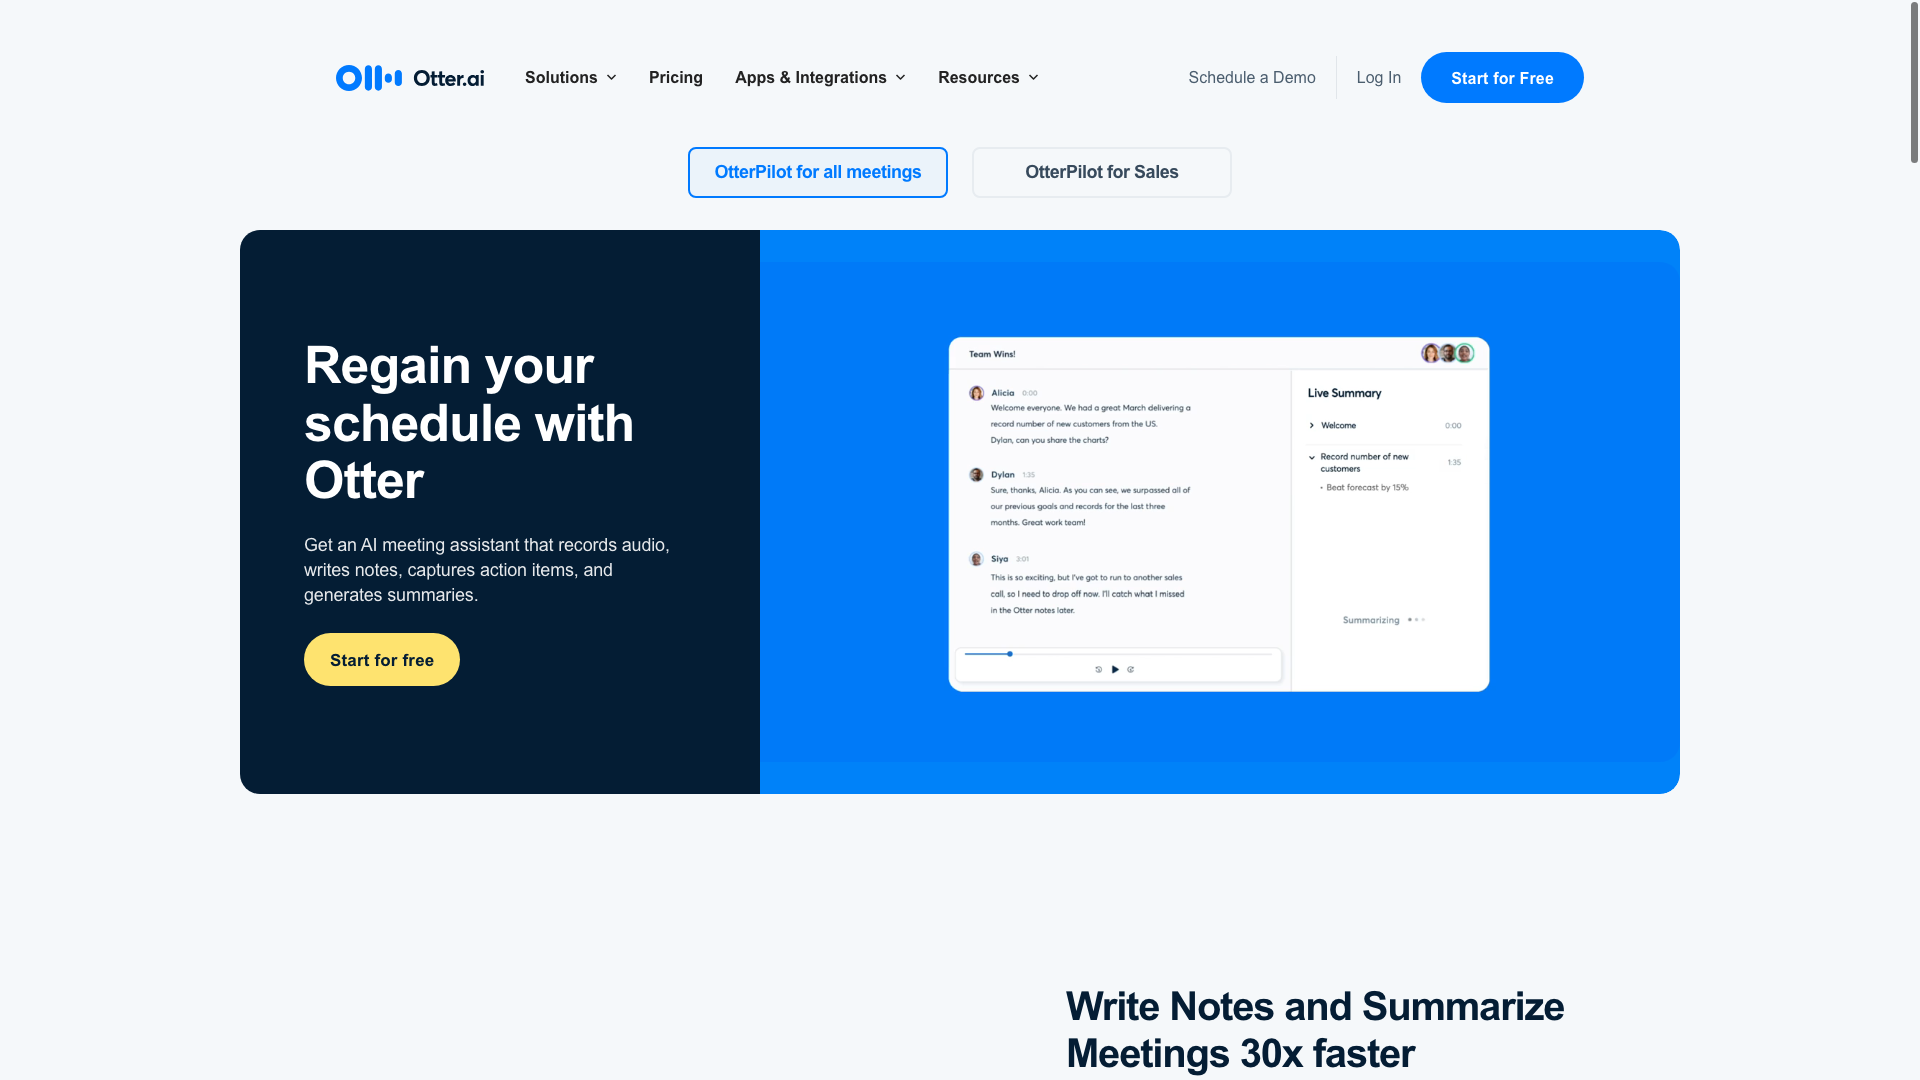 Otter.ai
Solutions
Pricing
Apps & Integrations
Resources
Schedule a Demo
Log In
Start for Free
OtterPilot for all meetings
OtterPilot for Sales
Regain your
schedule with
Otter
Get an AI meeting assistant that records audio,
writes notes, captures action items, and
generates summaries.
Start for free
Team Wins!
Alicia 0:00
Welcome everyone. We had a great March delivering a
record number of new customers from the US.
Dylan, can you share the charts?
Dylan 1:35
Sure, thanks, Alicia. As you can see, we surpassed all of
our previous goals and records for the last three
months. Great work team!
Siya 3:01
This is so exciting, but I've got to run to another sales
call, so I need to drop off now. I'll catch what I missed
in the Otter notes later.
Live Summary
Welcome 0:00
Record number of new
customers 1:35
• Beat forecast by 15%
Summarizing
Write Notes and Summarize
Meetings 30x faster